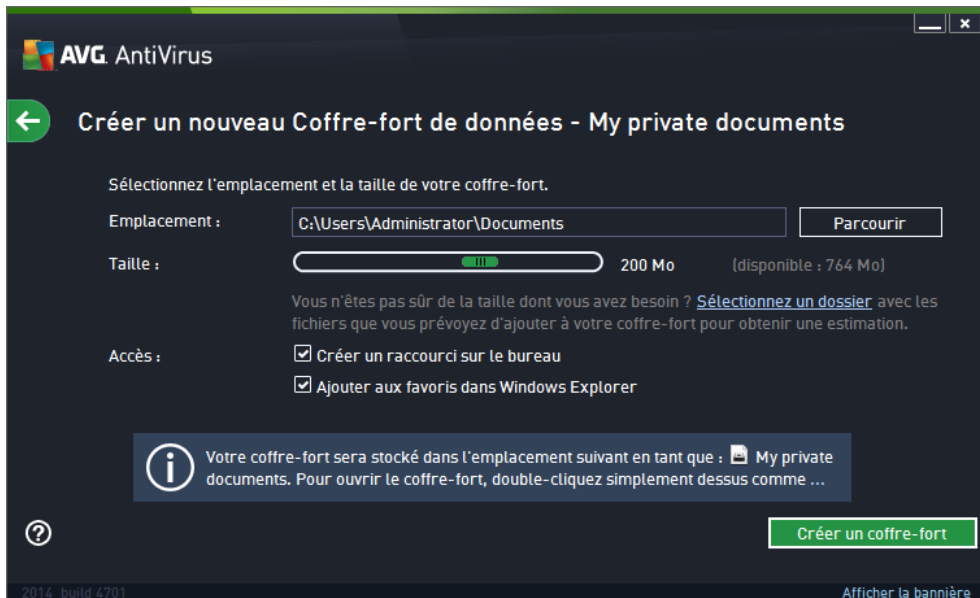 AVG. AntiVirus
Créer un nouveau Coffre-fort de données - My private documents
Sélectionnez l'emplacement et la taille de votre coffre-fort.
Emplacement : C:\Users\Administrator\Documents Parcourir
Taille : 200 Mo (disponible : 764 Mo)
Vous n'êtes pas sûr de la taille dont vous avez besoin ? Sélectionnez un dossier avec les
fichiers que vous prévoyez d'ajouter à votre coffre-fort pour obtenir une estimation.
Accès : Créer un raccourci sur le bureau
Ajouter aux favoris dans Windows Explorer
Votre coffre-fort sera stocké dans l'emplacement suivant en tant que : My private
documents. Pour ouvrir le coffre-fort, double-cliquez simplement dessus comme ...
Créer un coffre-fort
2014 build 4701 Afficher la bannière